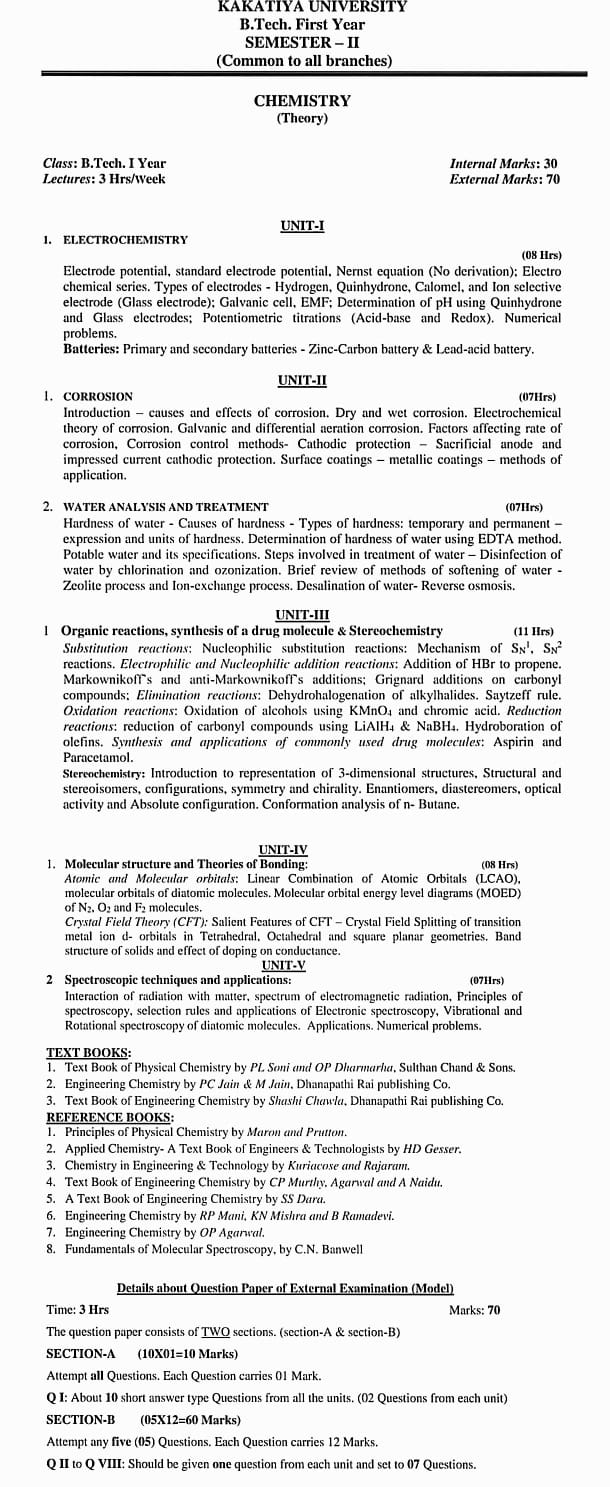 KAKATIYA UNIVERSITY
B.Tech. First Year
SEMESTER – II
(Common to all branches)
CHEMISTRY
(Theory)
Class: B.Tech. I Year Internal Marks: 30
Lectures: 3 Hrs/week External Marks: 70
UNIT-I
1. ELECTROCHEMISTRY
(08 Hrs)
Electrode potential, standard electrode potential, Nernst equation (No derivation); Electro
chemical series. Types of electrodes - Hydrogen, Quinhydrone, Calomel, and Ion selective
electrode (Glass electrode); Galvanic cell, EMF; Determination of pH using Quinhydrone
and Glass electrodes; Potentiometric titrations (Acid-base and Redox). Numerical
problems.
Batteries: Primary and secondary batteries - Zinc-Carbon battery & Lead-acid battery.
UNIT-II
1. CORROSION (07Hrs)
Introduction – causes and effects of corrosion. Dry and wet corrosion. Electrochemical
theory of corrosion. Galvanic and differential aeration corrosion. Factors affecting rate of
corrosion, Corrosion control methods- Cathodic protection – Sacrificial anode and
impressed current cathodic protection. Surface coatings – metallic coatings – methods of
application.
2. WATER ANALYSIS AND TREATMENT (07Hrs)
Hardness of water - Causes of hardness - Types of hardness: temporary and permanent –
expression and units of hardness. Determination of hardness of water using EDTA method.
Potable water and its specifications. Steps involved in treatment of water – Disinfection of
water by chlorination and ozonization. Brief review of methods of softening of water -
Zeolite process and Ion-exchange process. Desalination of water- Reverse osmosis.
UNIT-III
1 Organic reactions, synthesis of a drug molecule & Stereochemistry (11 Hrs)
Substitution reactions: Nucleophilic substitution reactions: Mechanism of SN¹, SN²
reactions. Electrophilic and Nucleophilic addition reactions: Addition of HBr to propene.
Markownikoff's and anti-Markownikoff's additions; Grignard additions on carbonyl
compounds; Elimination reactions: Dehydrohalogenation of alkylhalides. Saytzeff rule.
Oxidation reactions: Oxidation of alcohols using KMnO₄ and chromic acid. Reduction
reactions: reduction of carbonyl compounds using LiAlH₄ & NaBH₄. Hydroboration of
olefins. Synthesis and applications of commonly used drug molecules: Aspirin and
Paracetamol.
Stereochemistry: Introduction to representation of 3-dimensional structures, Structural and
stereoisomers, configurations, symmetry and chirality. Enantiomers, diastereomers, optical
activity and Absolute configuration. Conformation analysis of n- Butane.
UNIT-IV
1. Molecular structure and Theories of Bonding: (08 Hrs)
Atomic and Molecular orbitals: Linear Combination of Atomic Orbitals (LCAO),
molecular orbitals of diatomic molecules. Molecular orbital energy level diagrams (MOED)
of N₂, O₂ and F₂ molecules.
Crystal Field Theory (CFT): Salient Features of CFT – Crystal Field Splitting of transition
metal ion d- orbitals in Tetrahedral, Octahedral and square planar geometries. Band
structure of solids and effect of doping on conductance.
UNIT-V
2 Spectroscopic techniques and applications: (07Hrs)
Interaction of radiation with matter, spectrum of electromagnetic radiation, Principles of
spectroscopy, selection rules and applications of Electronic spectroscopy, Vibrational and
Rotational spectroscopy of diatomic molecules. Applications. Numerical problems.
TEXT BOOKS:
1. Text Book of Physical Chemistry by PL Soni and OP Dharmarha, Sulthan Chand & Sons.
2. Engineering Chemistry by PC Jain & M Jain, Dhanapathi Rai publishing Co.
3. Text Book of Engineering Chemistry by Shashi Chawla, Dhanapathi Rai publishing Co.
REFERENCE BOOKS:
1. Principles of Physical Chemistry by Maron and Prutton.
2. Applied Chemistry- A Text Book of Engineers & Technologists by HD Gesser.
3. Chemistry in Engineering & Technology by Kuriacose and Rajaram.
4. Text Book of Engineering Chemistry by CP Murthy, Agarwal and A Naidu.
5. A Text Book of Engineering Chemistry by SS Dara.
6. Engineering Chemistry by RP Mani, KN Mishra and B Ramadevi.
7. Engineering Chemistry by OP Agarwal.
8. Fundamentals of Molecular Spectroscopy, by C.N. Banwell
Details about Question Paper of External Examination (Model)
Time: 3 Hrs Marks: 70
The question paper consists of TWO sections. (section-A & section-B)
SECTION-A (10X01=10 Marks)
Attempt all Questions. Each Question carries 01 Mark.
Q I: About 10 short answer type Questions from all the units. (02 Questions from each unit)
SECTION-B (05X12=60 Marks)
Attempt any five (05) Questions. Each Question carries 12 Marks.
Q II to Q VIII: Should be given one question from each unit and set to 07 Questions.